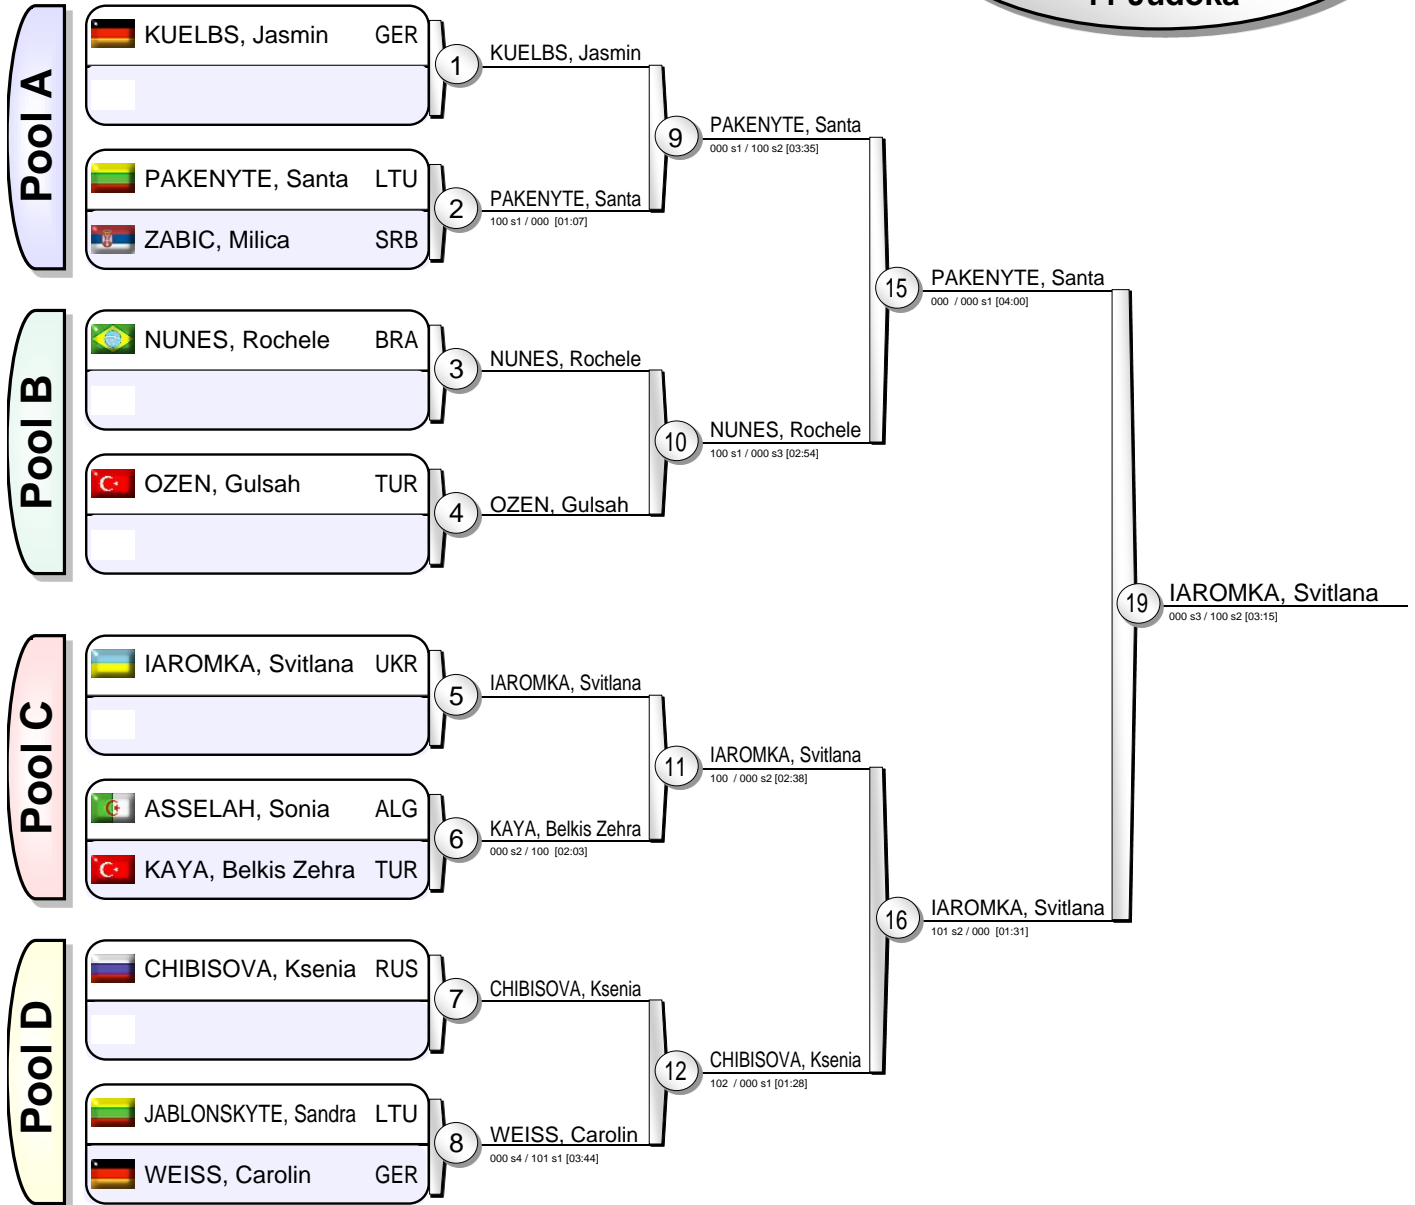 11 Judoka
Pool A
KUELBS, Jasmin GER
1
KUELBS, Jasmin
PAKENYTE, Santa LTU
ZABIC, Milica SRB
2
PAKENYTE, Santa
100 s1 / 000 [01:07]
9
PAKENYTE, Santa
000 s1 / 100 s2 [03:35]
Pool B
NUNES, Rochele BRA
3
NUNES, Rochele
OZEN, Gulsah TUR
4
OZEN, Gulsah
10
NUNES, Rochele
100 s1 / 000 s3 [02:54]
15
PAKENYTE, Santa
000 / 000 s1 [04:00]
Pool C
IAROMKA, Svitlana UKR
5
IAROMKA, Svitlana
ASSELAH, Sonia ALG
KAYA, Belkis Zehra TUR
6
KAYA, Belkis Zehra
000 s2 / 100 [02:03]
11
IAROMKA, Svitlana
100 / 000 s2 [02:38]
Pool D
CHIBISOVA, Ksenia RUS
7
CHIBISOVA, Ksenia
JABLONSKYTE, Sandra LTU
WEISS, Carolin GER
8
WEISS, Carolin
000 s4 / 101 s1 [03:44]
12
CHIBISOVA, Ksenia
102 / 000 s1 [01:28]
16
IAROMKA, Svitlana
101 s2 / 000 [01:31]
19
IAROMKA, Svitlana
000 s3 / 100 s2 [03:15]